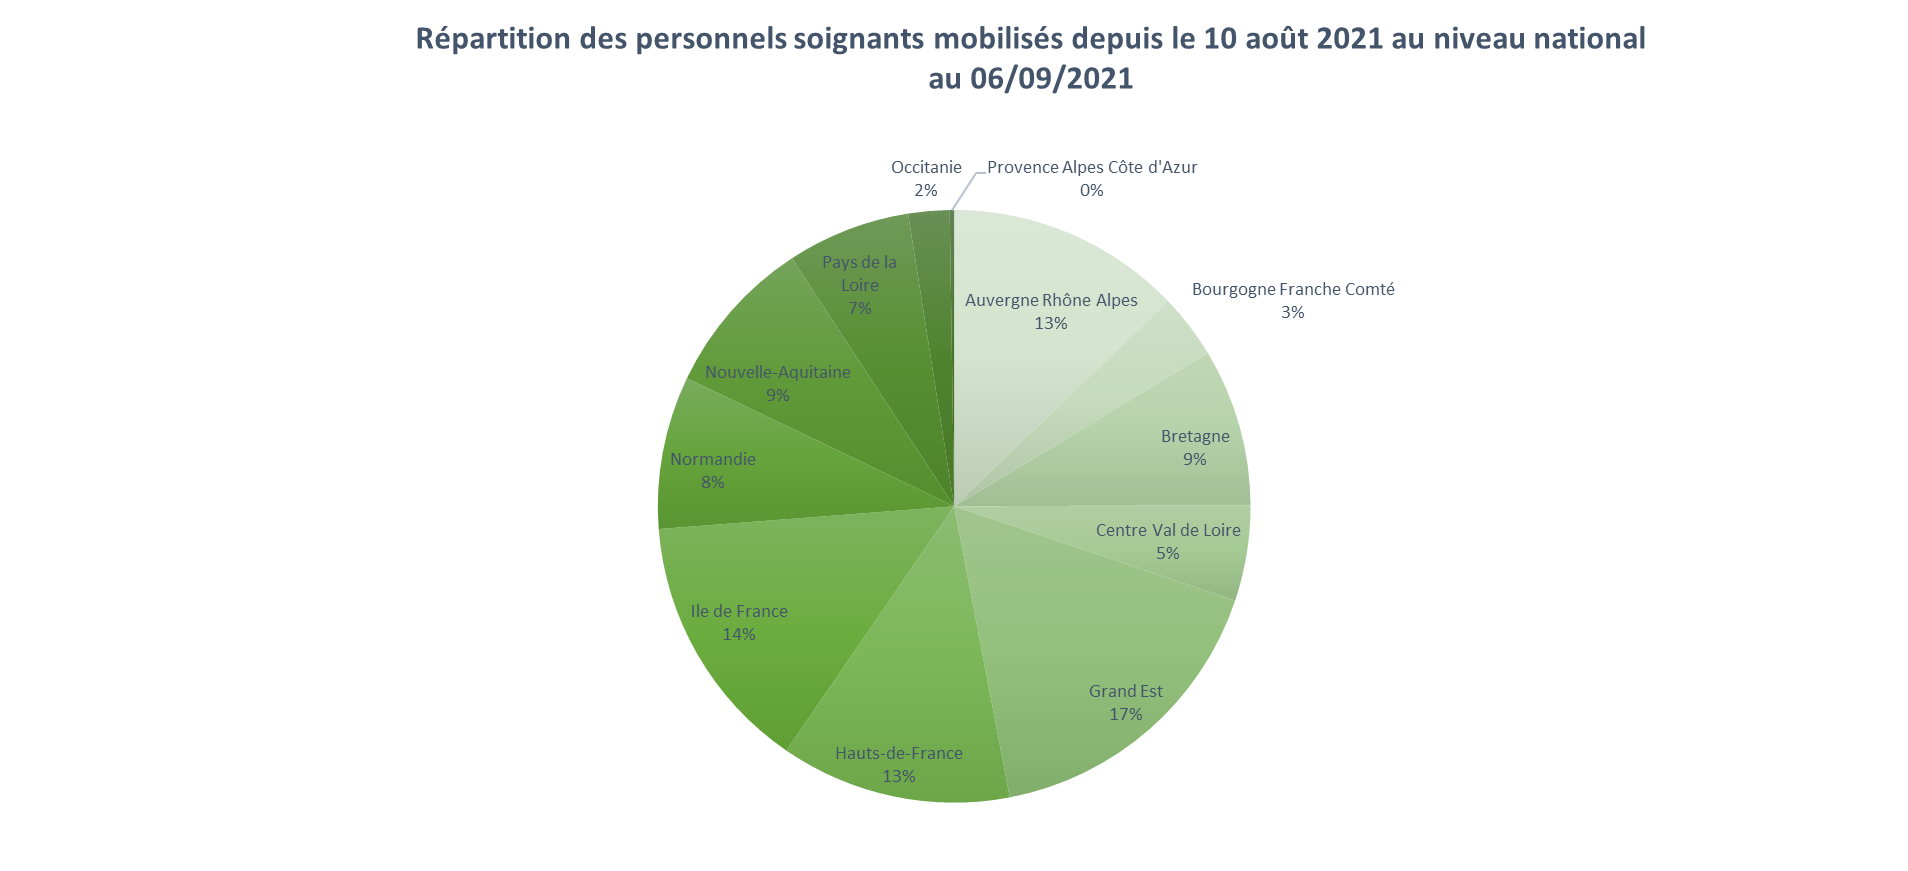 Répartition des personnels soignants mobilisés depuis le 10 août 2021 au niveau national
au 06/09/2021
Occitanie
2%
Provence Alpes Côte d'Azur
0%
Auvergne Rhône Alpes
13%
Bourgogne Franche Comté
3%
Bretagne
9%
Centre Val de Loire
5%
Grand Est
17%
Hauts-de-France
13%
Ile de France
14%
Normandie
8%
Nouvelle-Aquitaine
9%
Pays de la
Loire
7%